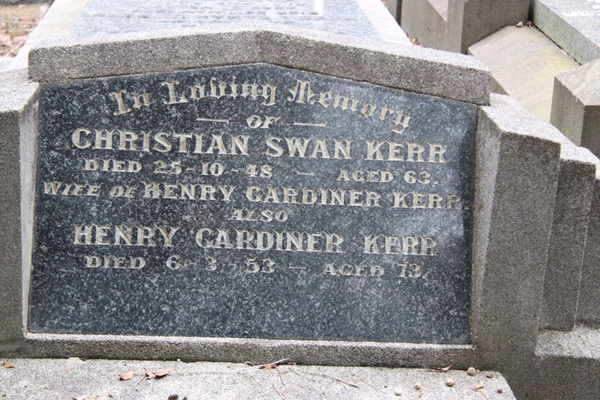 In Loving Memory
— OF —
CHRISTIAN SWAN KERR
DIED 25-10-48 — AGED 63.
WIFE OF HENRY GARDINER KERR.
ALSO
HENRY GARDINER KERR
DIED 6-3-53 — AGED 73.